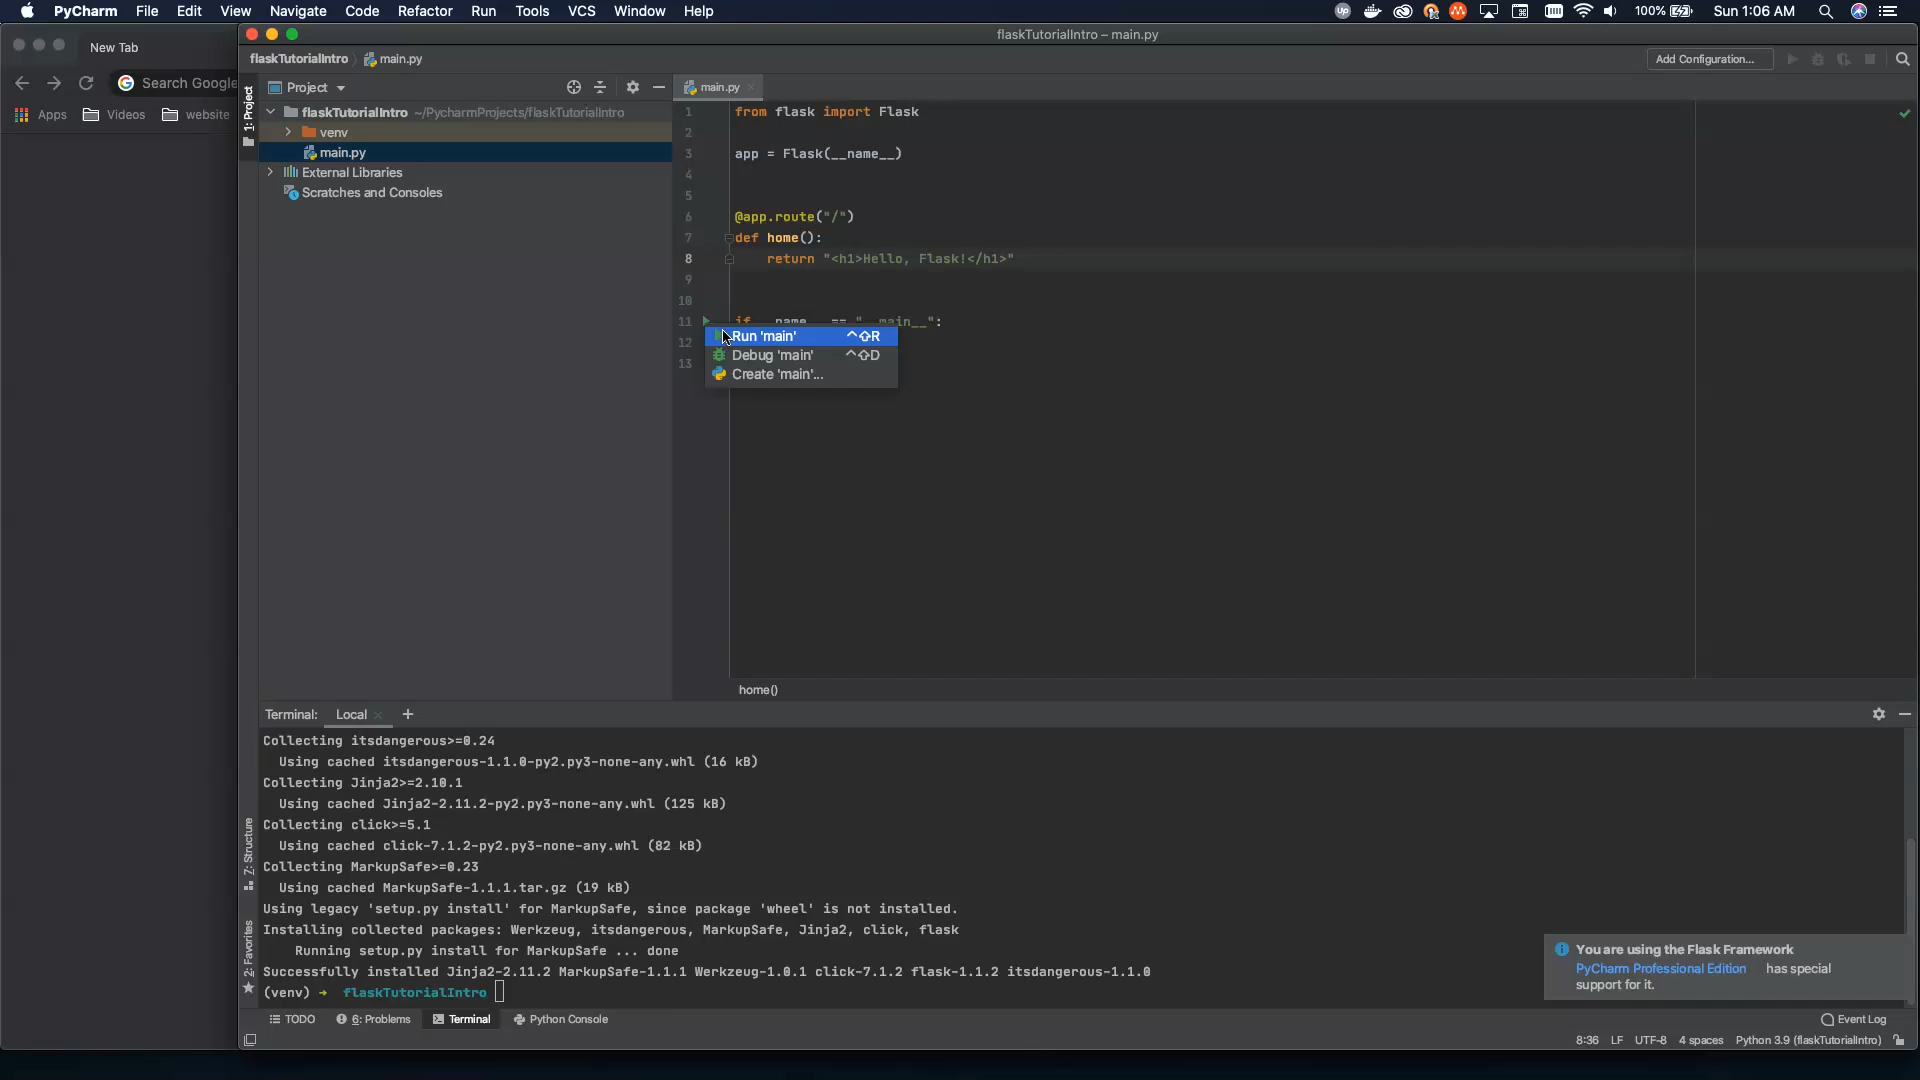 PyCharm File Edit View Navigate Code Refactor Run Tools VCS Window Help
100% Sun 1:06 AM
New Tab
flaskTutorialIntro – main.py
flaskTutorialIntro main.py
Add Configuration...
Search Google
Apps Videos website
1: Project
Project
main.py
flaskTutorialIntro ~/PycharmProjects/flaskTutorialIntro
venv
main.py
External Libraries
Scratches and Consoles
1 from flask import Flask
2
3 app = Flask(__name__)
4
5
6 @app.route("/")
7 def home():
8 return "<h1>Hello, Flask!</h1>"
9
10
11 if __name__ == "__main__":
12
13
Run 'main' ^⇧R
Debug 'main' ^⇧D
Create 'main'...
home()
Terminal: Local +
Collecting itsdangerous>=0.24
Using cached itsdangerous-1.1.0-py2.py3-none-any.whl (16 kB)
Collecting Jinja2>=2.10.1
Using cached Jinja2-2.11.2-py2.py3-none-any.whl (125 kB)
Collecting click>=5.1
Using cached click-7.1.2-py2.py3-none-any.whl (82 kB)
Collecting MarkupSafe>=0.23
Using cached MarkupSafe-1.1.1.tar.gz (19 kB)
Using legacy 'setup.py install' for MarkupSafe, since package 'wheel' is not installed.
Installing collected packages: Werkzeug, itsdangerous, MarkupSafe, Jinja2, click, flask
Running setup.py install for MarkupSafe ... done
Successfully installed Jinja2-2.11.2 MarkupSafe-1.1.1 Werkzeug-1.0.1 click-7.1.2 flask-1.1.2 itsdangerous-1.1.0
(venv) → flaskTutorialIntro
7: Structure
2: Favorites
You are using the Flask Framework
PyCharm Professional Edition has special
support for it.
TODO 6: Problems Terminal Python Console
Event Log
8:36 LF UTF-8 4 spaces Python 3.9 (flaskTutorialIntro)